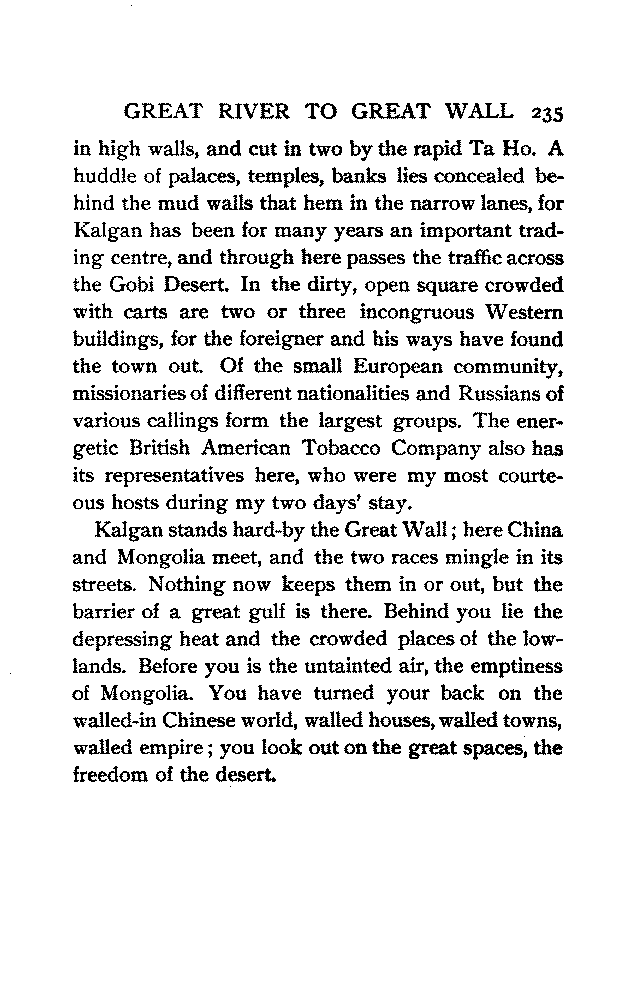 GREAT RIVER TO GREAT WALL 235
in high walls, and cut in two by the rapid Ta Ho. A
huddle of palaces, temples, banks lies concealed be-
hind the mud walls that hem in the narrow lanes, for
Kalgan has been for many years an important trad-
ing centre, and through here passes the traffic across
the Gobi Desert. In the dirty, open square crowded
with carts are two or three incongruous Western
buildings, for the foreigner and his ways have found
the town out. Of the small European community,
missionaries of different nationalities and Russians of
various callings form the largest groups. The ener-
getic British American Tobacco Company also has
its representatives here, who were my most courte-
ous hosts during my two days' stay.
Kalgan stands hard-by the Great Wall; here China
and Mongolia meet, and the two races mingle in its
streets. Nothing now keeps them in or out, but the
barrier of a great gulf is there. Behind you lie the
depressing heat and the crowded places of the low-
lands. Before you is the untainted air, the emptiness
of Mongolia. You have turned your back on the
walled-in Chinese world, walled houses, walled towns,
walled empire; you look out on the great spaces, the
freedom of the desert.